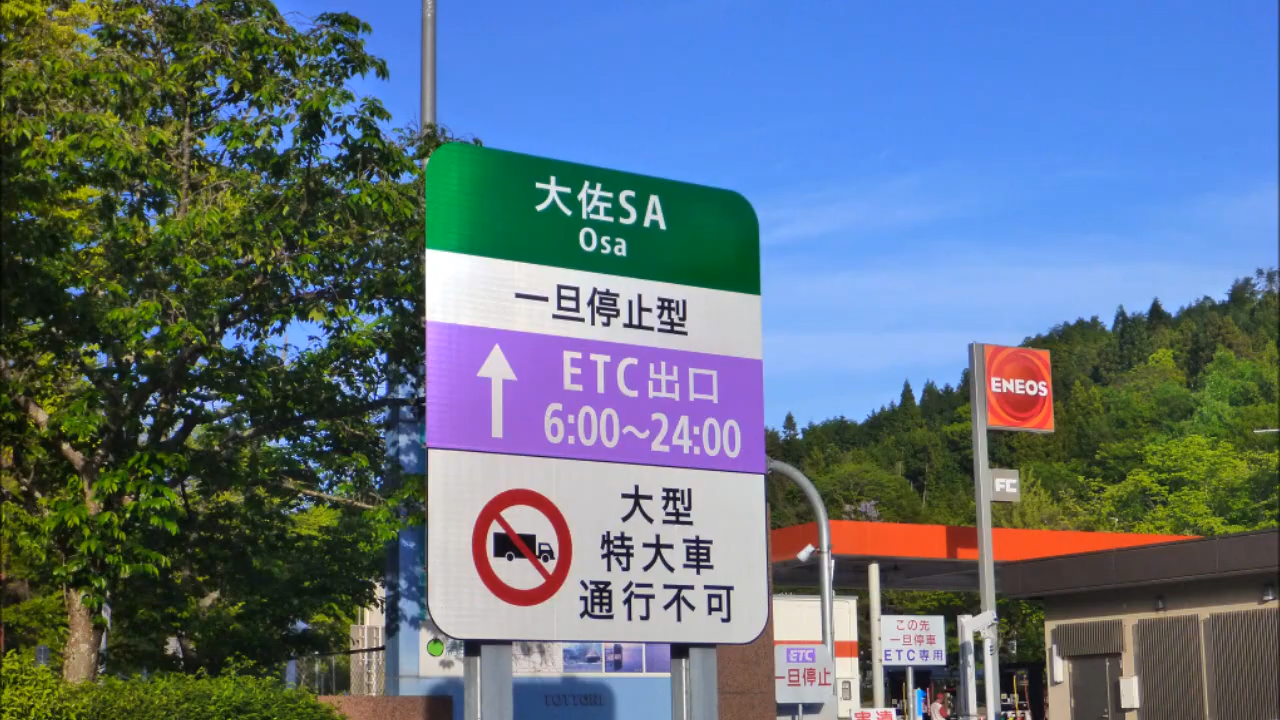 大佐SA
Osa
一旦停止型
ETC出口
6:00〜24:00
大型
特大車
通行不可
ENEOS
FC
この先
一旦停車
ETC専用
ETC
一旦停止
TOTTORI